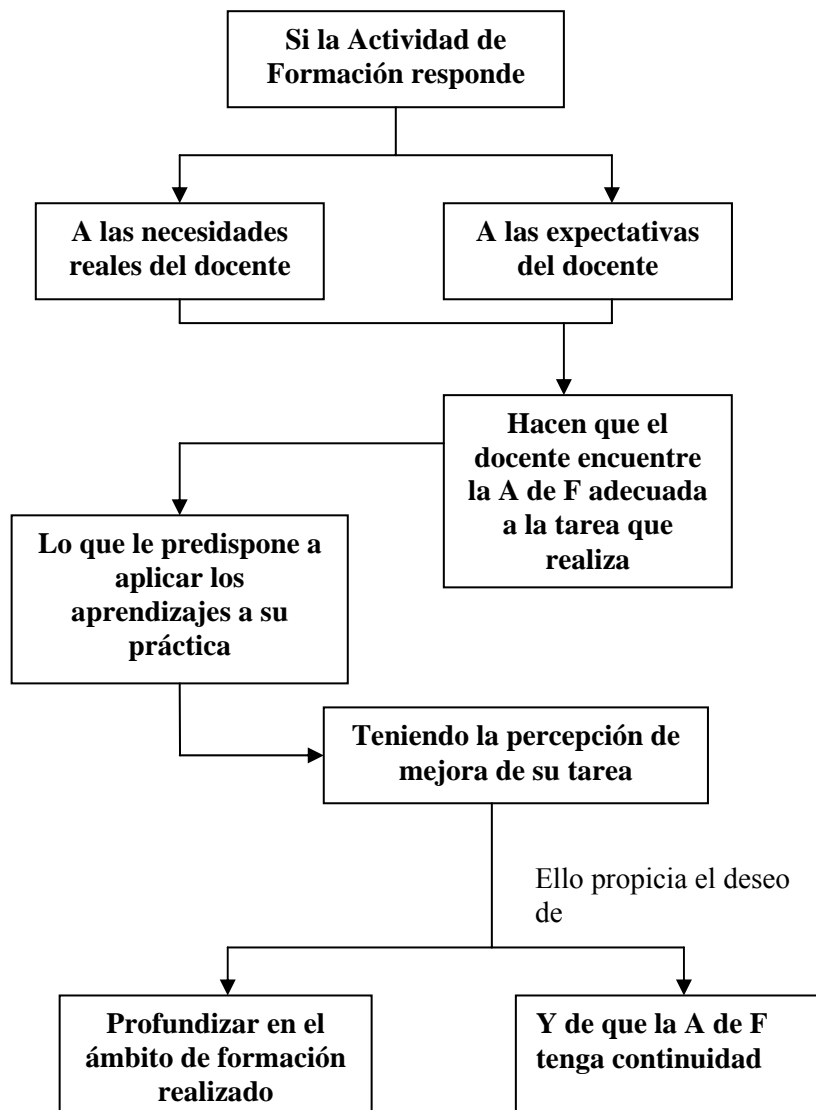 Si la Actividad de
Formación responde
A las necesidades
reales del docente
A las expectativas
del docente
Hacen que el
docente encuentre
la A de F adecuada
a la tarea que
realiza
Lo que le predispone a
aplicar los
aprendizajes a su
práctica
Teniendo la percepción de
mejora de su tarea
Ello propicia el deseo
de
Profundizar en el
ámbito de formación
realizado
Y de que la A de F
tenga continuidad